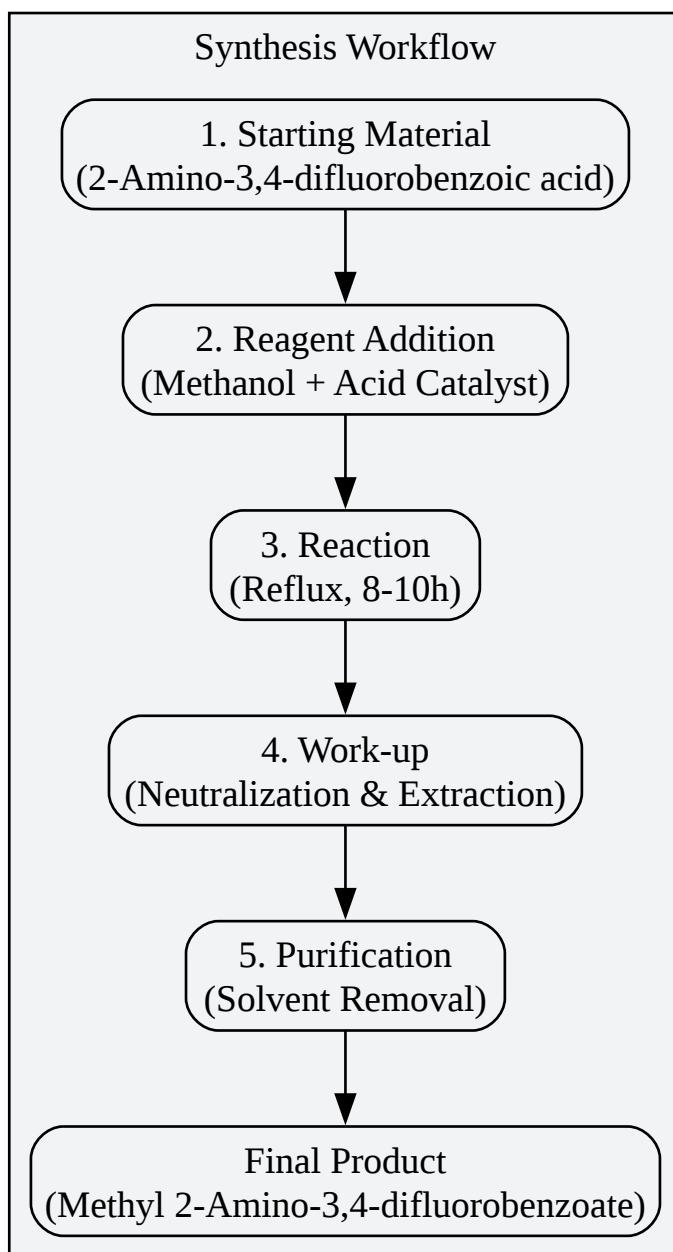 Synthesis Workflow
1. Starting Material
(2-Amino-3,4-difluorobenzoic acid)
2. Reagent Addition
(Methanol + Acid Catalyst)
3. Reaction
(Reflux, 8-10h)
4. Work-up
(Neutralization & Extraction)
5. Purification
(Solvent Removal)
Final Product
(Methyl 2-Amino-3,4-difluorobenzoate)